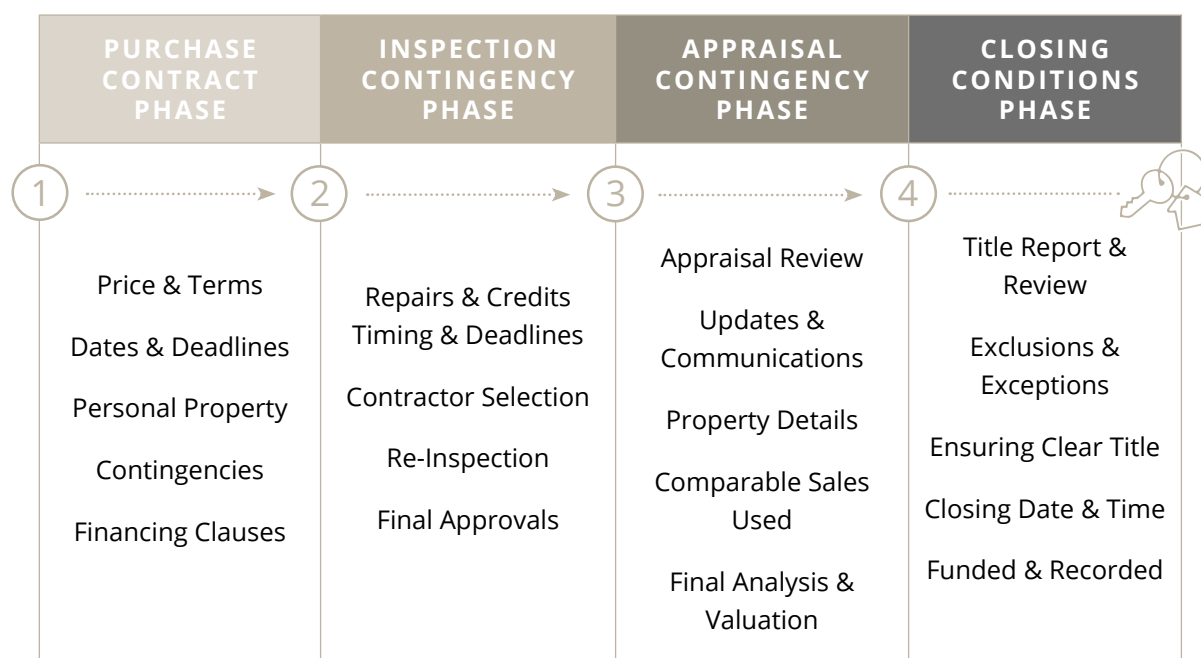 PURCHASE
CONTRACT
PHASE
INSPECTION
CONTINGENCY
PHASE
APPRAISAL
CONTINGENCY
PHASE
CLOSING
CONDITIONS
PHASE
1
2
3
4
Price & Terms
Dates & Deadlines
Personal Property
Contingencies
Financing Clauses
Repairs & Credits
Timing & Deadlines
Contractor Selection
Re-Inspection
Final Approvals
Appraisal Review
Updates &
Communications
Property Details
Comparable Sales
Used
Final Analysis &
Valuation
Title Report &
Review
Exclusions &
Exceptions
Ensuring Clear Title
Closing Date & Time
Funded & Recorded